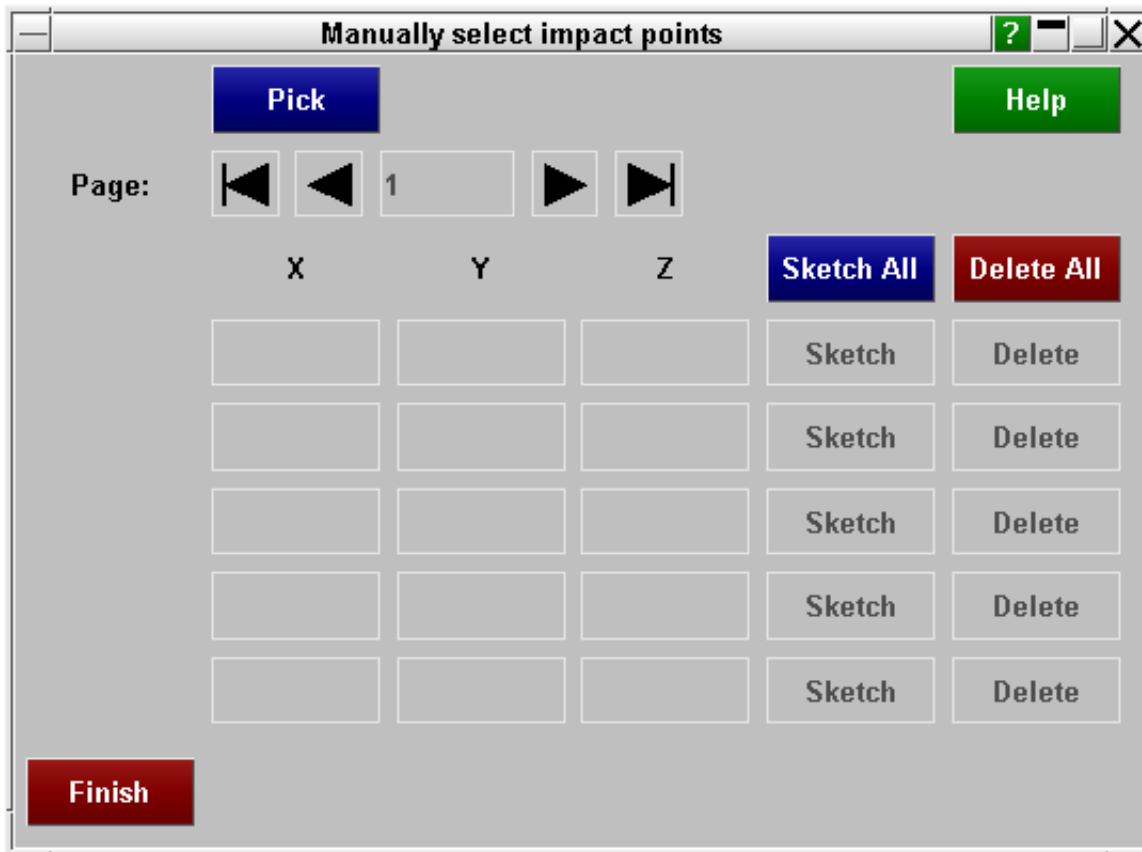 Manually select impact points ?
Pick Help
Page: 1
X Y Z Sketch All Delete All
Sketch Delete
Sketch Delete
Sketch Delete
Sketch Delete
Sketch Delete
Finish